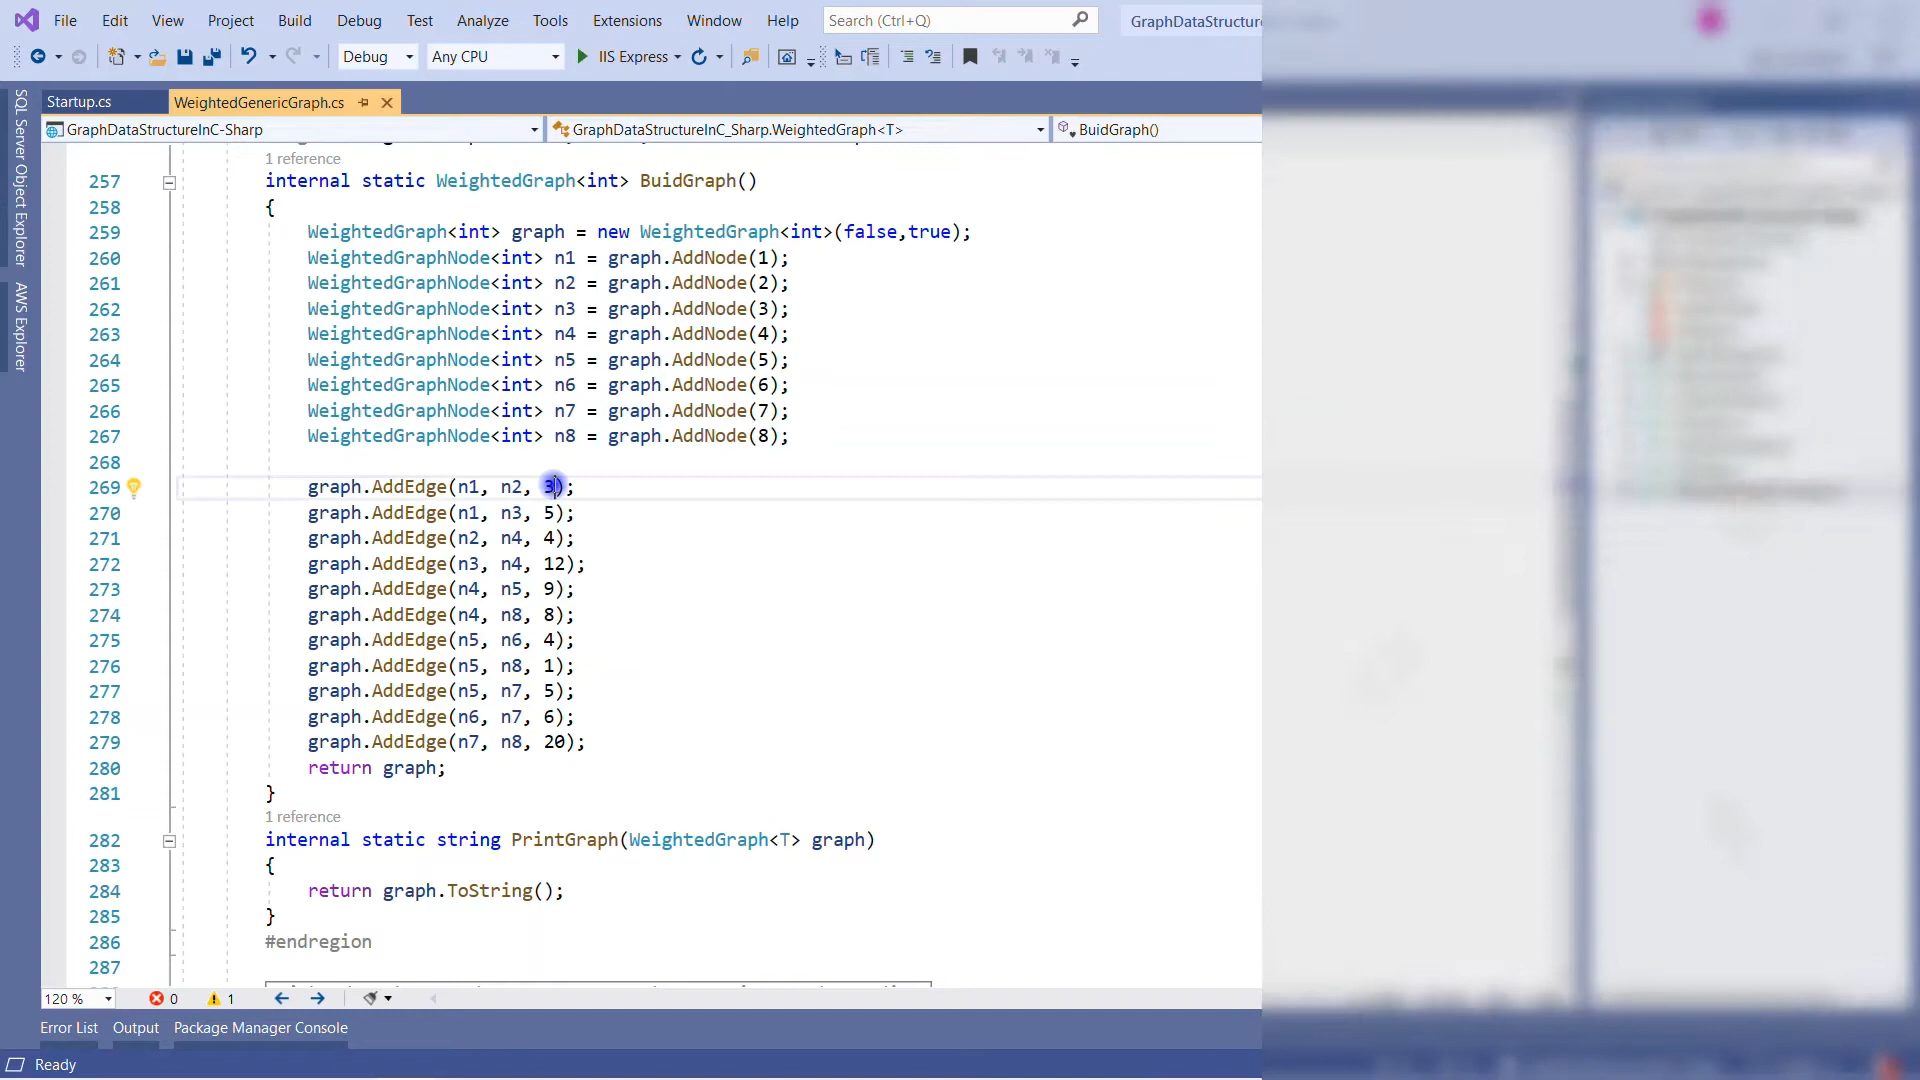 File Edit View Project Build Debug Test Analyze Tools Extensions Window Help Search (Ctrl+Q) GraphDataStructure
Debug Any CPU IIS Express
SQL Server Object Explorer
AWS Explorer
Startup.cs WeightedGenericGraph.cs
GraphDataStructureInC-Sharp GraphDataStructureInC_Sharp.WeightedGraph<T> BuidGraph()
1 reference
257 internal static WeightedGraph<int> BuidGraph()
258 {
259 WeightedGraph<int> graph = new WeightedGraph<int>(false,true);
260 WeightedGraphNode<int> n1 = graph.AddNode(1);
261 WeightedGraphNode<int> n2 = graph.AddNode(2);
262 WeightedGraphNode<int> n3 = graph.AddNode(3);
263 WeightedGraphNode<int> n4 = graph.AddNode(4);
264 WeightedGraphNode<int> n5 = graph.AddNode(5);
265 WeightedGraphNode<int> n6 = graph.AddNode(6);
266 WeightedGraphNode<int> n7 = graph.AddNode(7);
267 WeightedGraphNode<int> n8 = graph.AddNode(8);
268
269 graph.AddEdge(n1, n2, 3);
270 graph.AddEdge(n1, n3, 5);
271 graph.AddEdge(n2, n4, 4);
272 graph.AddEdge(n3, n4, 12);
273 graph.AddEdge(n4, n5, 9);
274 graph.AddEdge(n4, n8, 8);
275 graph.AddEdge(n5, n6, 4);
276 graph.AddEdge(n5, n8, 1);
277 graph.AddEdge(n5, n7, 5);
278 graph.AddEdge(n6, n7, 6);
279 graph.AddEdge(n7, n8, 20);
280 return graph;
281 }
1 reference
282 internal static string PrintGraph(WeightedGraph<T> graph)
283 {
284 return graph.ToString();
285 }
286 #endregion
287
120 % 0 1
Error List Output Package Manager Console
Ready